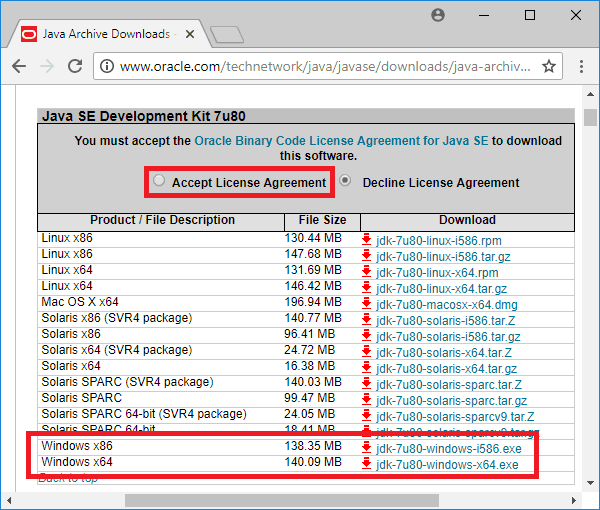 Java Archive Downloads -
www.oracle.com/technetwork/java/javase/downloads/java-archiv...
Java SE Development Kit 7u80
You must accept the Oracle Binary Code License Agreement for Java SE to download
this software.
Accept License Agreement Decline License Agreement
Product / File Description File Size Download
Linux x86 130.44 MB jdk-7u80-linux-i586.rpm
Linux x86 147.68 MB jdk-7u80-linux-i586.tar.gz
Linux x64 131.69 MB jdk-7u80-linux-x64.rpm
Linux x64 146.42 MB jdk-7u80-linux-x64.tar.gz
Mac OS X x64 196.94 MB jdk-7u80-macosx-x64.dmg
Solaris x86 (SVR4 package) 140.77 MB jdk-7u80-solaris-i586.tar.Z
Solaris x86 96.41 MB jdk-7u80-solaris-i586.tar.gz
Solaris x64 (SVR4 package) 24.72 MB jdk-7u80-solaris-x64.tar.Z
Solaris x64 16.38 MB jdk-7u80-solaris-x64.tar.gz
Solaris SPARC (SVR4 package) 140.03 MB jdk-7u80-solaris-sparc.tar.Z
Solaris SPARC 99.47 MB jdk-7u80-solaris-sparc.tar.gz
Solaris SPARC 64-bit (SVR4 package) 24.05 MB jdk-7u80-solaris-sparcv9.tar.Z
Solaris SPARC 64-bit 18.41 MB jdk-7u80-solaris-sparcv9.tar.gz
Windows x86 138.35 MB jdk-7u80-windows-i586.exe
Windows x64 140.09 MB jdk-7u80-windows-x64.exe
Back to top